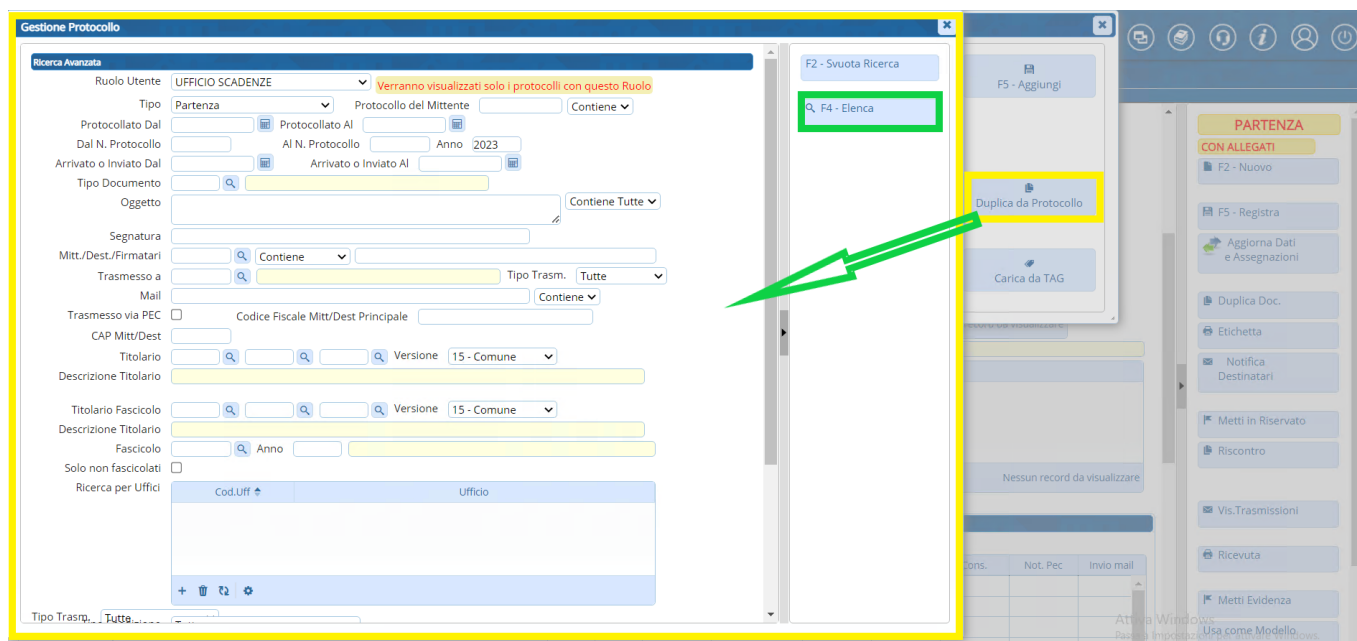 Gestione Protocollo
Ricerca Avanzata
Ruolo Utente UFFICIO SCADENZE Verranno visualizzati solo i protocolli con questo Ruolo
Tipo Partenza Protocollo del Mittente Contiene
Protocollato Dal Protocollato Al
Dal N. Protocollo Al N. Protocollo Anno 2023
Arrivato o Inviato Dal Arrivato o Inviato Al
Tipo Documento
Oggetto Contiene Tutte
Segnatura
Mitt./Dest./Firmatari Contiene
Trasmesso a Tipo Trasm. Tutte
Mail Contiene
Trasmesso via PEC Codice Fiscale Mitt/Dest Principale
CAP Mitt/Dest
Titolario Versione 15 - Comune
Descrizione Titolario
Titolario Fascicolo Versione 15 - Comune
Descrizione Titolario
Fascicolo Anno
Solo non fascicolati
Ricerca per Uffici
Cod.Uff Ufficio
Tipo Trasm. Tutte
F2 - Svuota Ricerca
F4 - Elenca
F5 - Aggiungi
Duplica da Protocollo
Carica da TAG
record da visualizzare
Nessun record da visualizzare
Cons. Not. Pec Invio mail
PARTENZA
CON ALLEGATI
F2 - Nuovo
F5 - Registra
Aggiorna Dati
e Assegnazioni
Duplica Doc.
Etichetta
Notifica
Destinatari
Metti in Riservato
Riscontro
Vis.Trasmissioni
Ricevuta
Metti Evidenza
Usa come Modello
Attiva Windows